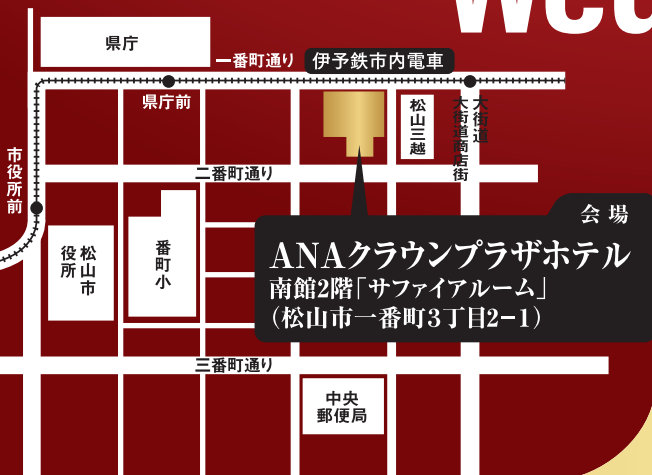 Wed
県庁
一番町通り
伊予鉄市内電車
県庁前
松山三越
大街道
大街道商店街
市役所前
二番町通り
会場
松山市
役所
番町小
ANAクラウンプラザホテル
南館2階「サファイアルーム」
（松山市一番町3丁目2−1）
三番町通り
中央
郵便局